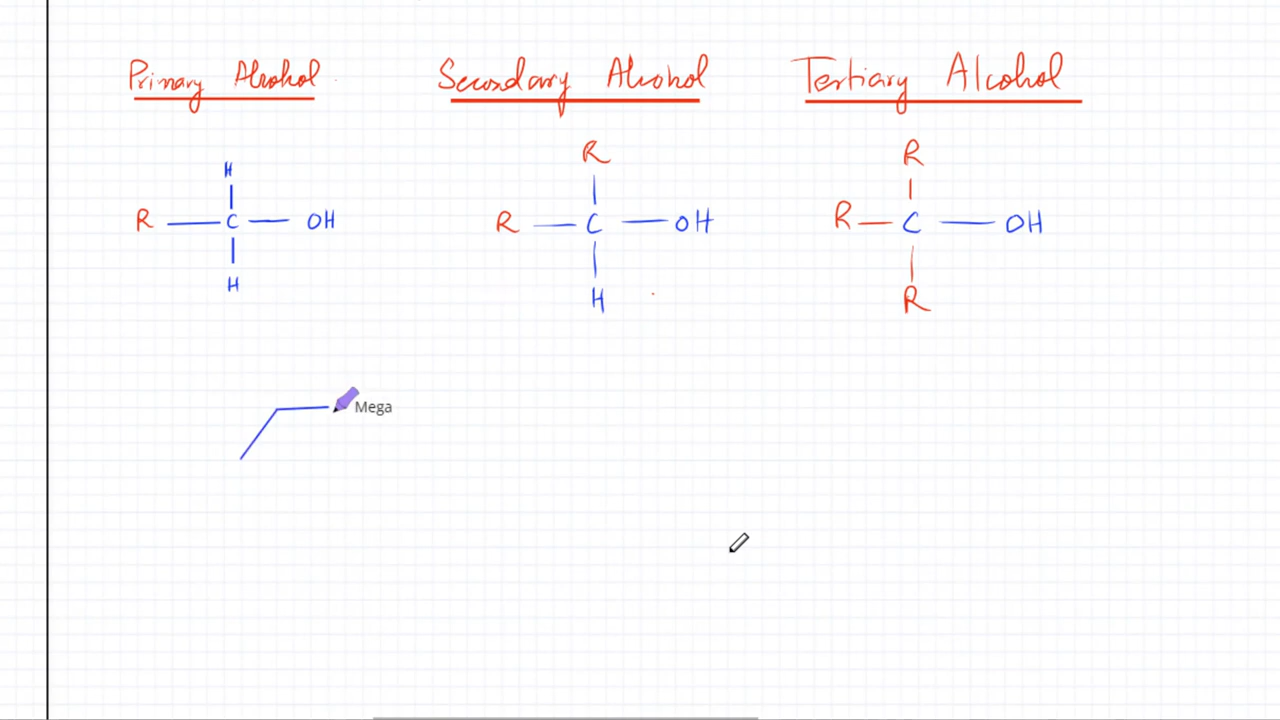 Primary Alcohol Secondary Alcohol Tertiary Alcohol
H R R
R — C — OH R — C — OH R — C — OH
H H R
Mega